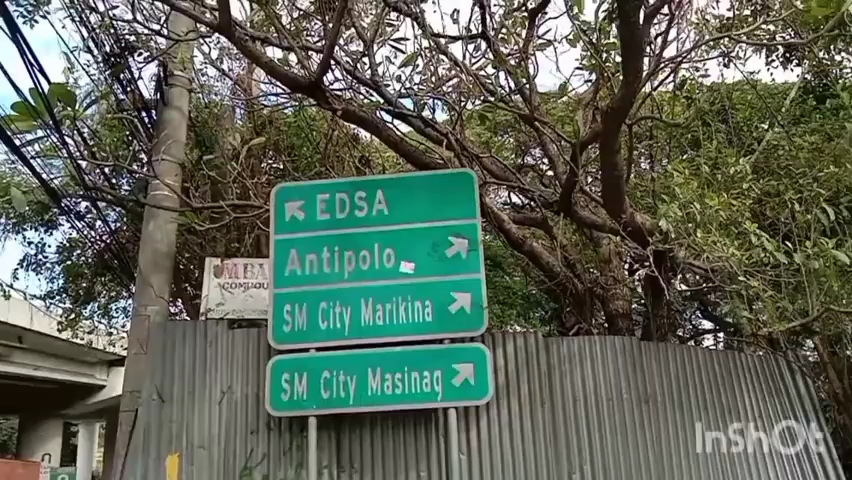 EDSA
Antipolo
SM City Marikina
SM City Masinag
InShOt